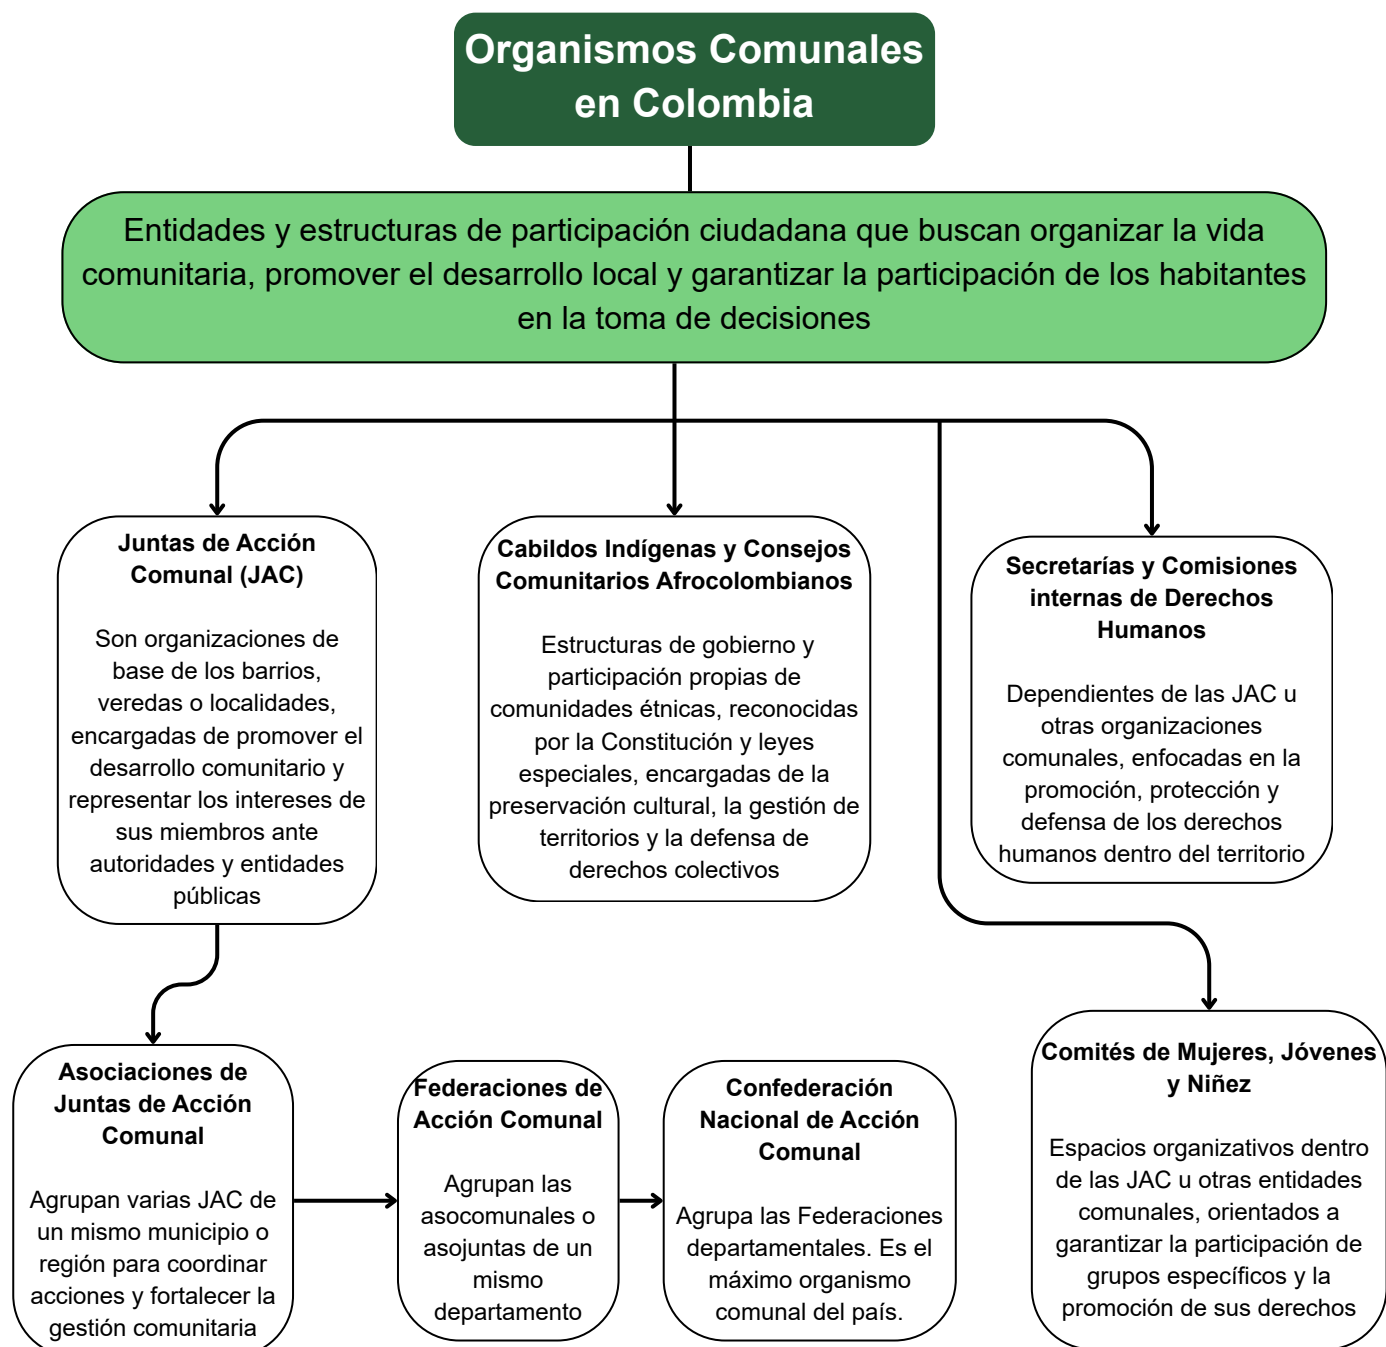 Organismos Comunales
en Colombia
Entidades y estructuras de participación ciudadana que buscan organizar la vida
comunitaria, promover el desarrollo local y garantizar la participación de los habitantes
en la toma de decisiones
Juntas de Acción
Comunal (JAC)
Son organizaciones de
base de los barrios,
veredas o localidades,
encargadas de promover el
desarrollo comunitario y
representar los intereses de
sus miembros ante
autoridades y entidades
públicas
Cabildos Indígenas y Consejos
Comunitarios Afrocolombianos
Estructuras de gobierno y
participación propias de
comunidades étnicas, reconocidas
por la Constitución y leyes
especiales, encargadas de la
preservación cultural, la gestión de
territorios y la defensa de
derechos colectivos
Secretarías y Comisiones
internas de Derechos
Humanos
Dependientes de las JAC u
otras organizaciones
comunales, enfocadas en la
promoción, protección y
defensa de los derechos
humanos dentro del territorio
Asociaciones de
Juntas de Acción
Comunal
Agrupan varias JAC de
un mismo municipio o
región para coordinar
acciones y fortalecer la
gestión comunitaria
Federaciones de
Acción Comunal
Agrupan las
asocomunales o
asojuntas de un
mismo
departamento
Confederación
Nacional de Acción
Comunal
Agrupa las Federaciones
departamentales. Es el
máximo organismo
comunal del país.
Comités de Mujeres, Jóvenes
y Niñez
Espacios organizativos dentro
de las JAC u otras entidades
comunales, orientados a
garantizar la participación de
grupos específicos y la
promoción de sus derechos